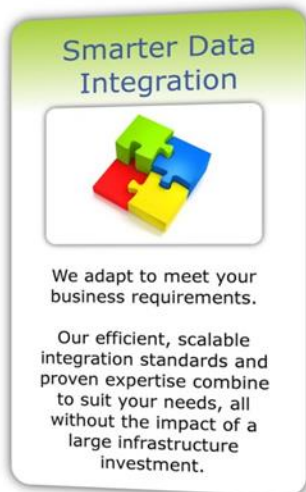 Smarter Data
Integration
We adapt to meet your
business requirements.
Our efficient, scalable
integration standards and
proven expertise combine
to suit your needs, all
without the impact of a
large infrastructure
investment.